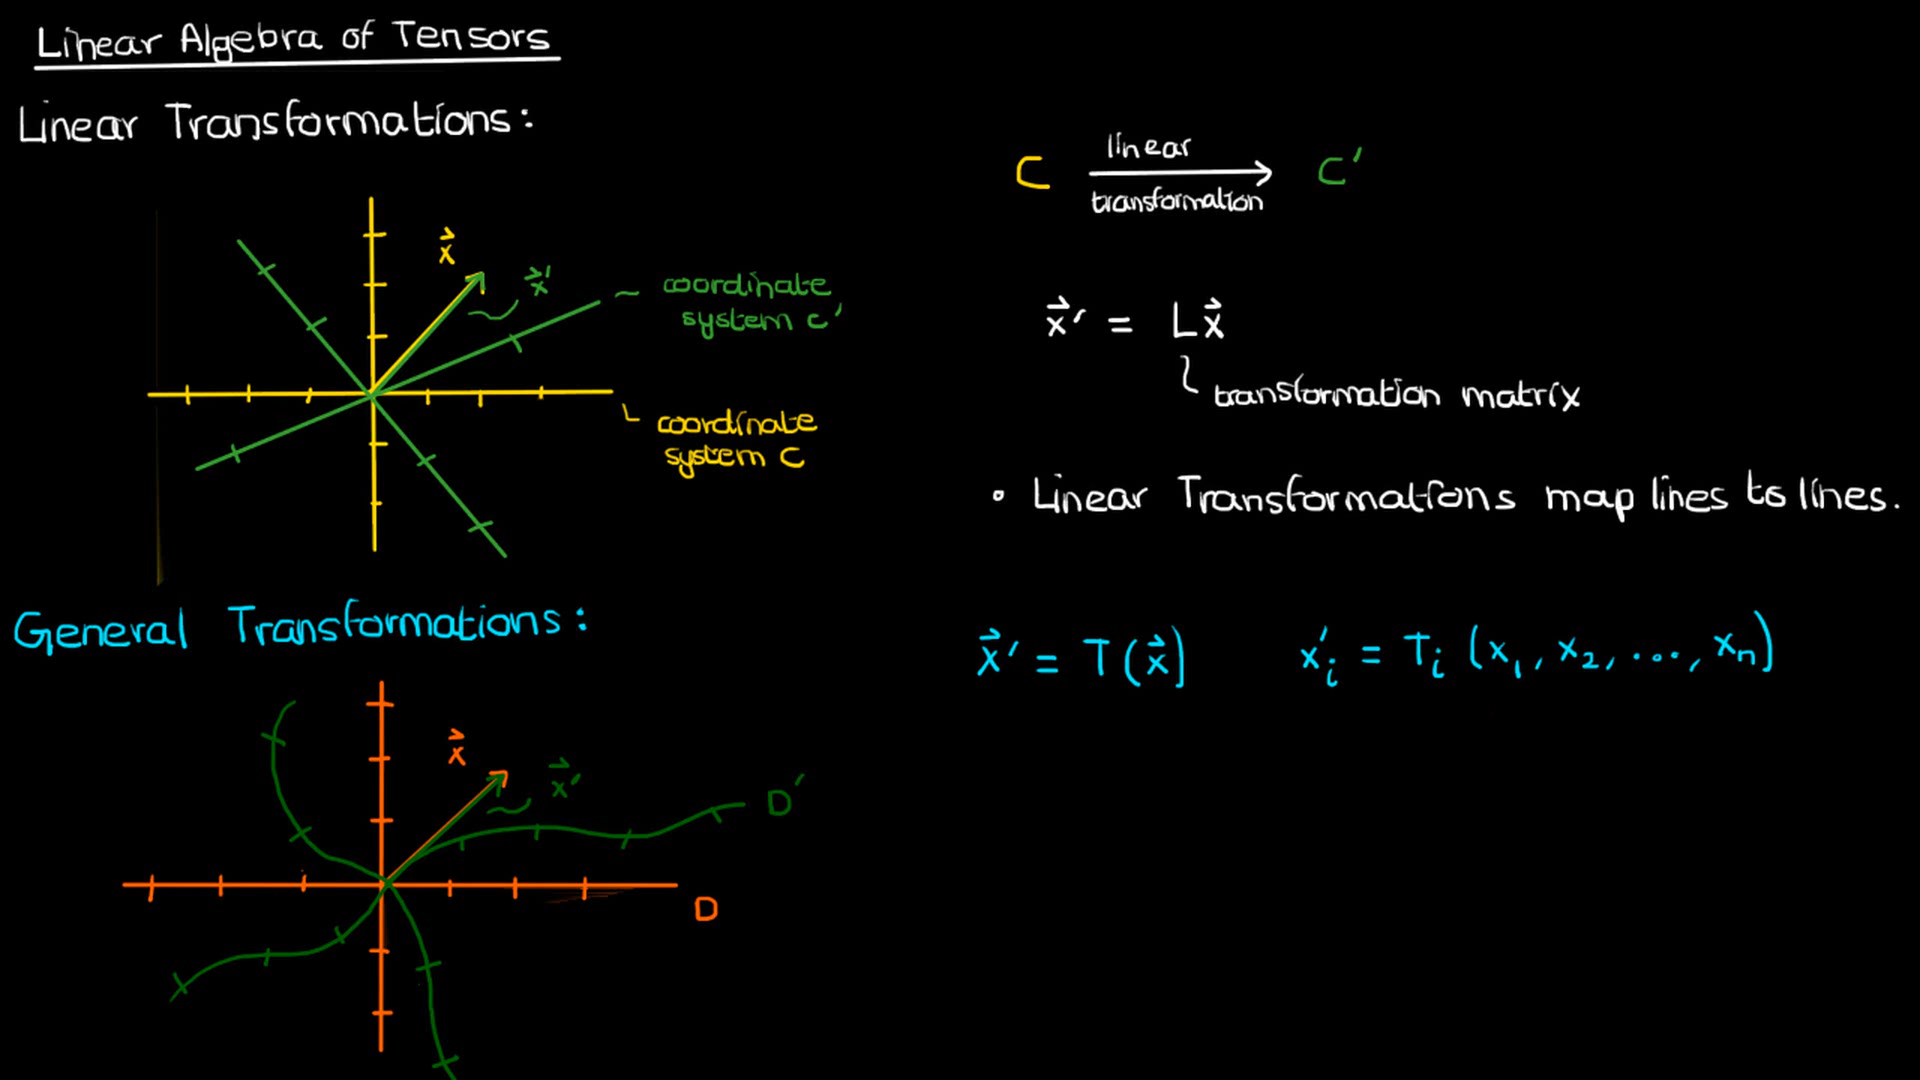 Linear Algebra of Tensors
Linear Transformations:
x⃗
x⃗'
coordinate
system c'
coordinate
system C
C linear transformation C'
x⃗' = Lx⃗
transformation matrix
• Linear Transformations map lines to lines.
General Transformations:
x⃗' = T(x⃗) x'ᵢ = Tᵢ (x₁, x₂, ..., xₙ)
x⃗
x⃗'
D'
D